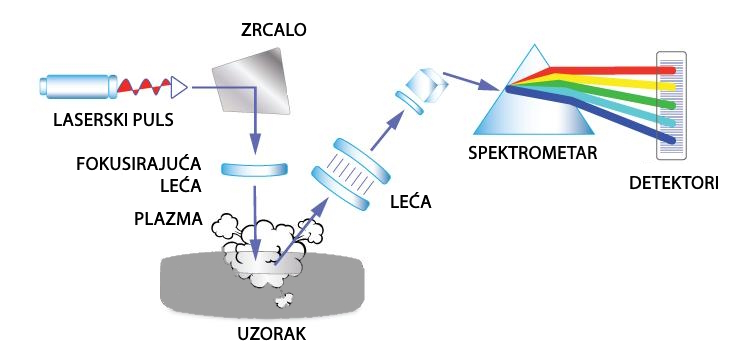 ZRCALO
LASERSKI PULS
FOKUSIRAJUĆA
LEĆA
PLAZMA
UZORAK
LEĆA
SPEKTROMETAR
DETEKTORI